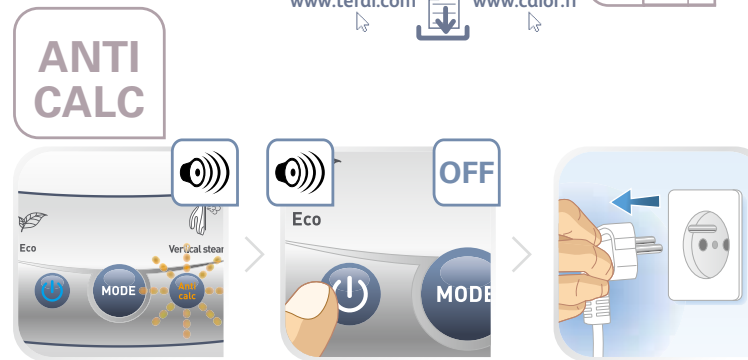 www.tefal.com
www.calor.fr
ANTI
CALC
OFF
Eco
Vertical steam
MODE
Anti
calc
Eco
MODE